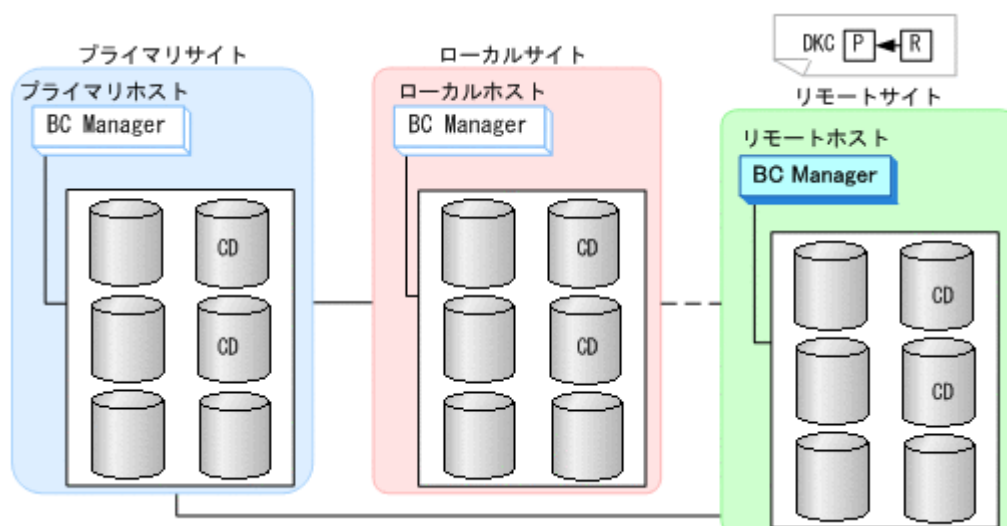 プライマリサイト
プライマリホスト
BC Manager
CD
CD
ローカルサイト
ローカルホスト
BC Manager
CD
CD
DKC P R
リモートサイト
リモートホスト
BC Manager
CD
CD